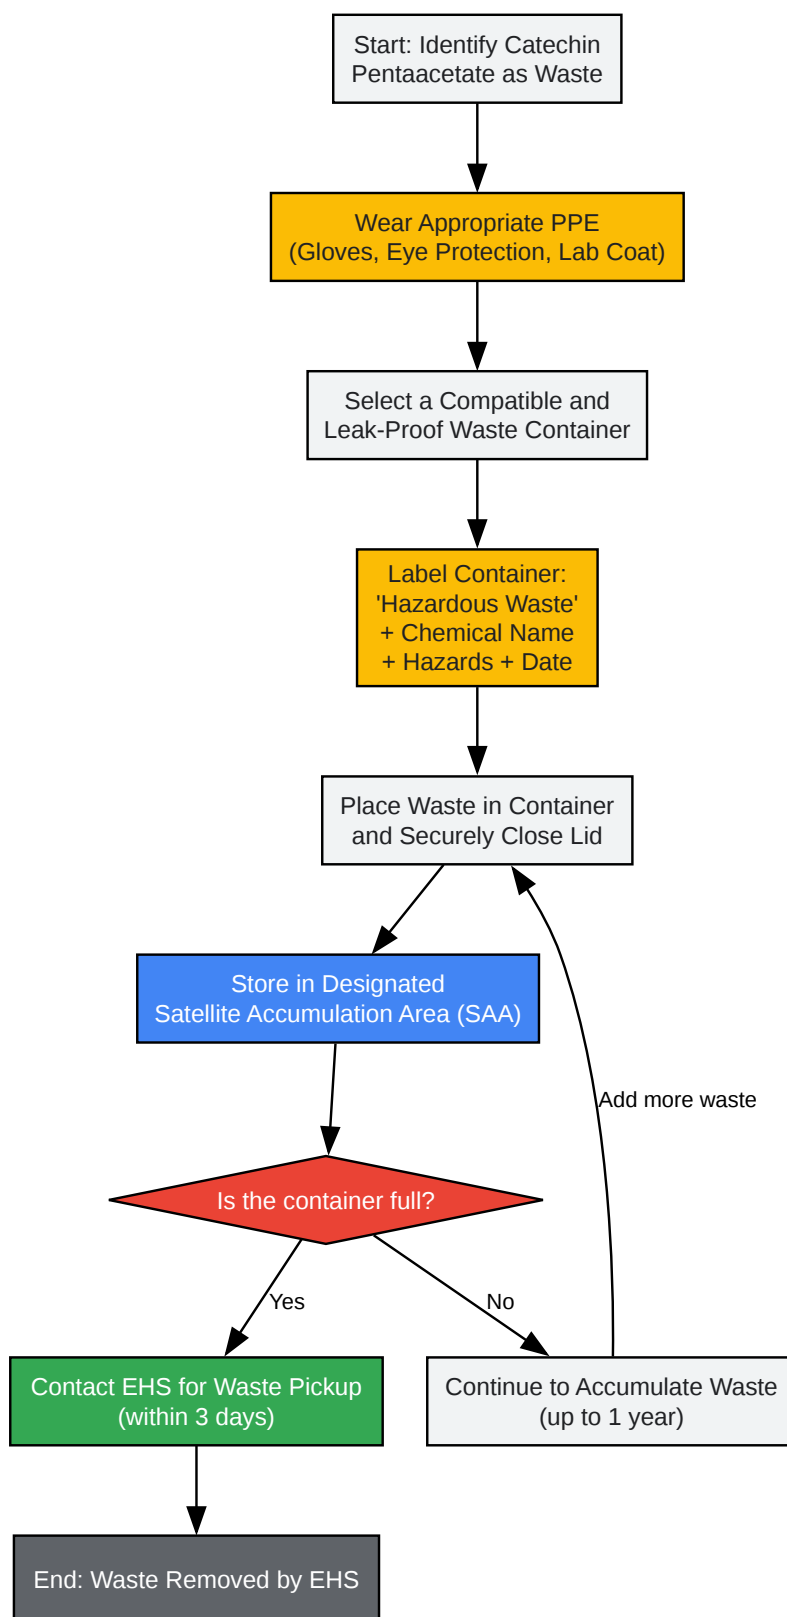 Start: Identify Catechin
Pentaacetate as Waste
Wear Appropriate PPE
(Gloves, Eye Protection, Lab Coat)
Select a Compatible and
Leak-Proof Waste Container
Label Container:
'Hazardous Waste'
+ Chemical Name
+ Hazards + Date
Place Waste in Container
and Securely Close Lid
Store in Designated
Satellite Accumulation Area (SAA)
Add more waste
Is the container full?
Yes
No
Contact EHS for Waste Pickup
(within 3 days)
Continue to Accumulate Waste
(up to 1 year)
End: Waste Removed by EHS